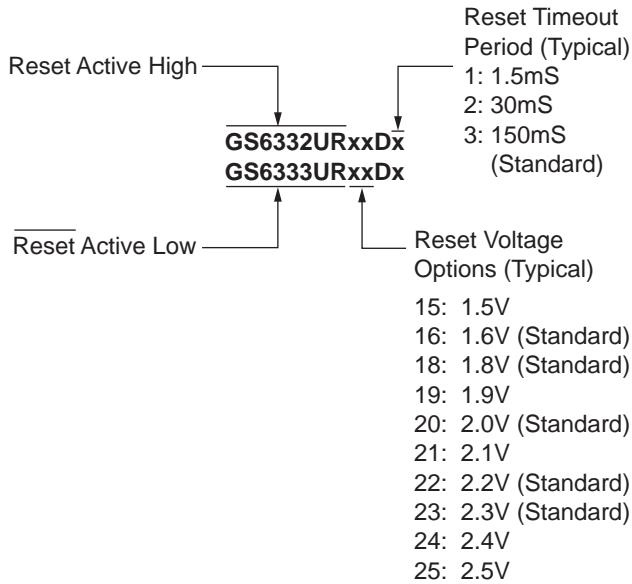 Reset Timeout
Period (Typical)
1: 1.5mS
2: 30mS
3: 150mS
(Standard)
Reset Active High
GS6332URxxDx
GS6333URxxDx
Reset Active Low
Reset Voltage
Options (Typical)
15: 1.5V
16: 1.6V (Standard)
18: 1.8V (Standard)
19: 1.9V
20: 2.0V (Standard)
21: 2.1V
22: 2.2V (Standard)
23: 2.3V (Standard)
24: 2.4V
25: 2.5V